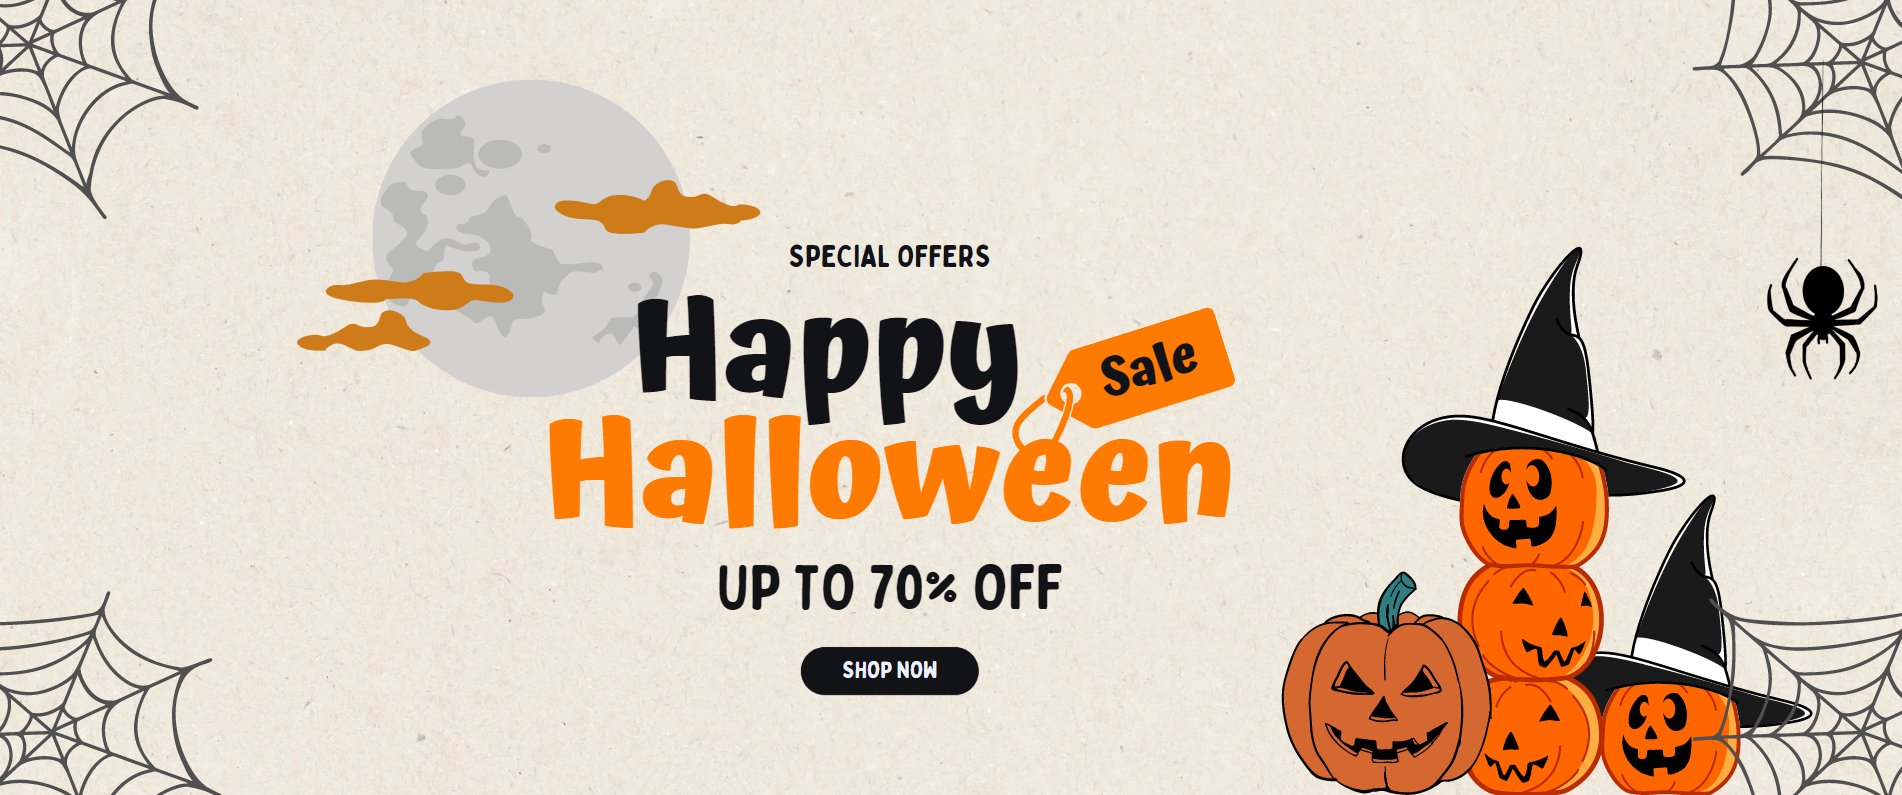 SPECIAL OFFERS
Happy
Sale
Halloween
UP TO 70% OFF
SHOP NOW